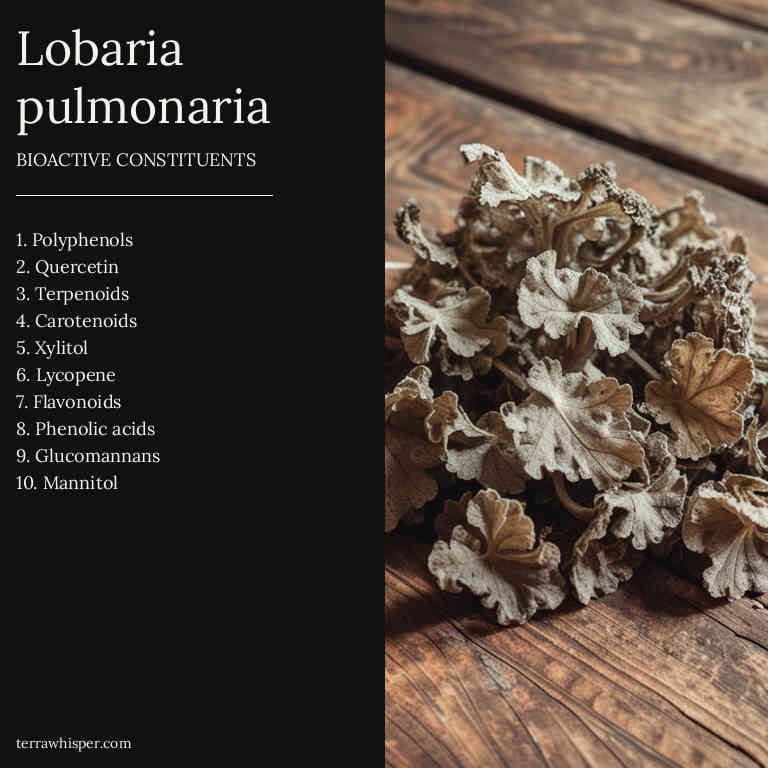 Lobaria
pulmonaria
BIOACTIVE CONSTITUENTS
1. Polyphenols
2. Quercetin
3. Terpenoids
4. Carotenoids
5. Xylitol
6. Lycopene
7. Flavonoids
8. Phenolic acids
9. Glucomannans
10. Mannitol
terrawhisper.com